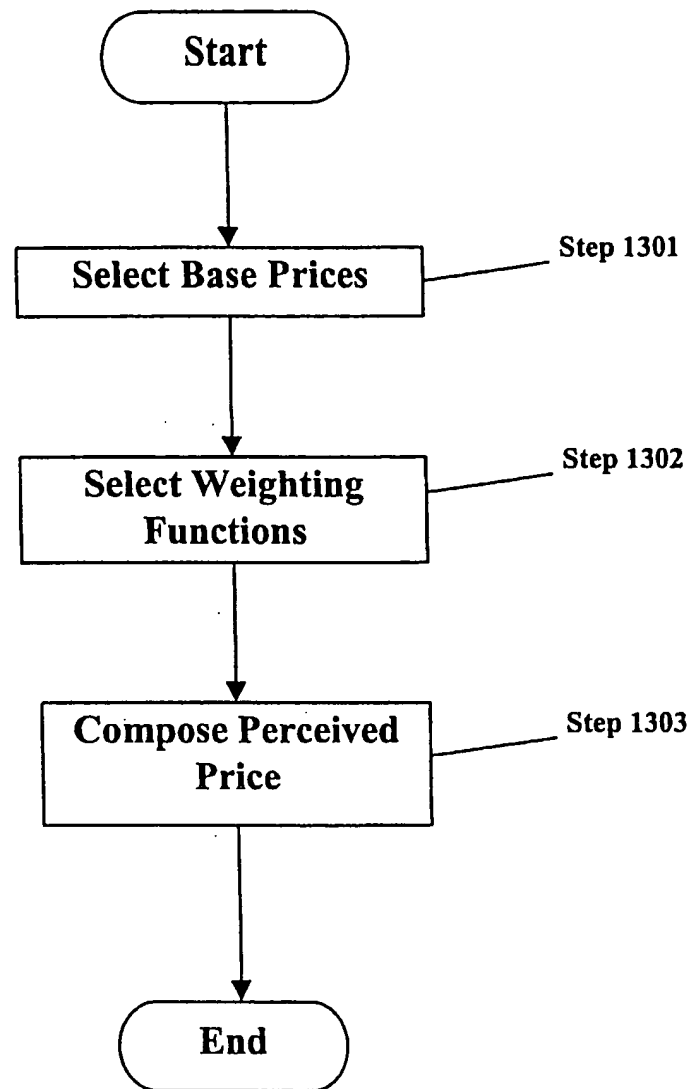 Start
Select Base Prices
Step 1301
Select Weighting
Functions
Step 1302
Compose Perceived
Price
Step 1303
End